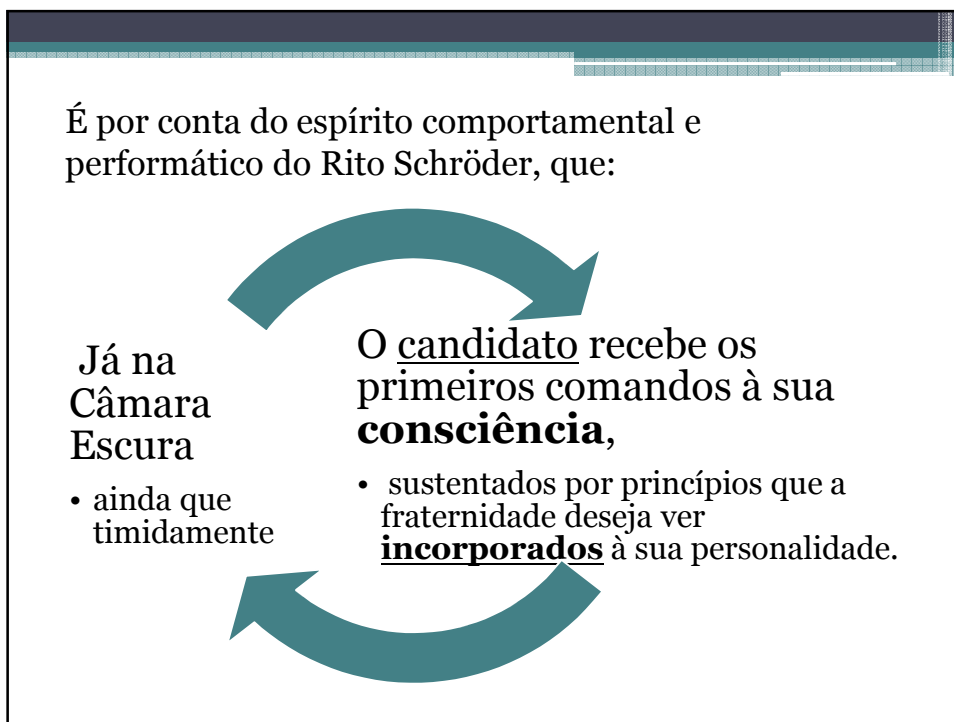 É por conta do espírito comportamental e
performático do Rito Schröder, que:
Já na
Câmara
Escura
• ainda que
timidamente
O candidato recebe os
primeiros comandos à sua
consciência,
• sustentados por princípios que a
fraternidade deseja ver
incorporados à sua personalidade.